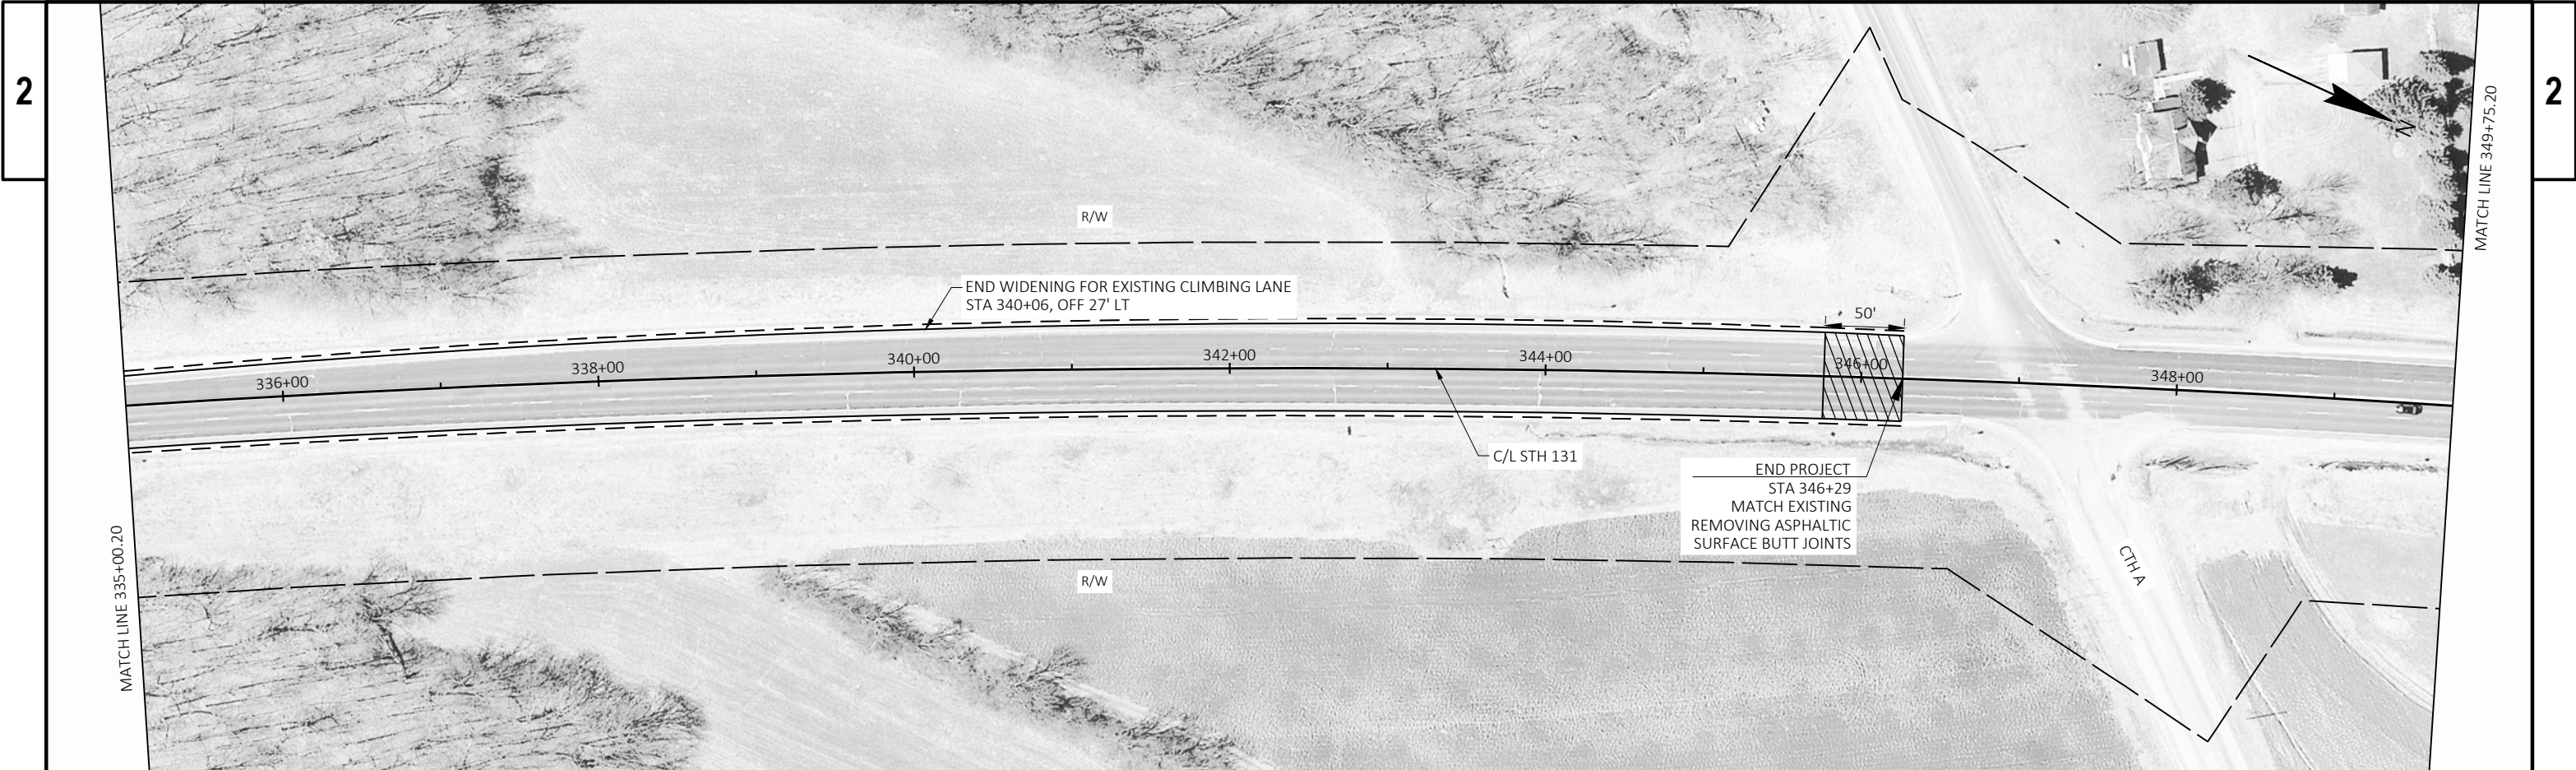 2
2
MATCH LINE 349+75.20
N
R/W
END WIDENING FOR EXISTING CLIMBING LANE
STA 340+06, OFF 27' LT
50'
336+00
338+00
340+00
342+00
344+00
346+00
348+00
C/L STH 131
END PROJECT
STA 346+29
MATCH EXISTING
REMOVING ASPHALTIC
SURFACE BUTT JOINTS
MATCH LINE 335+00.20
R/W
CTH A